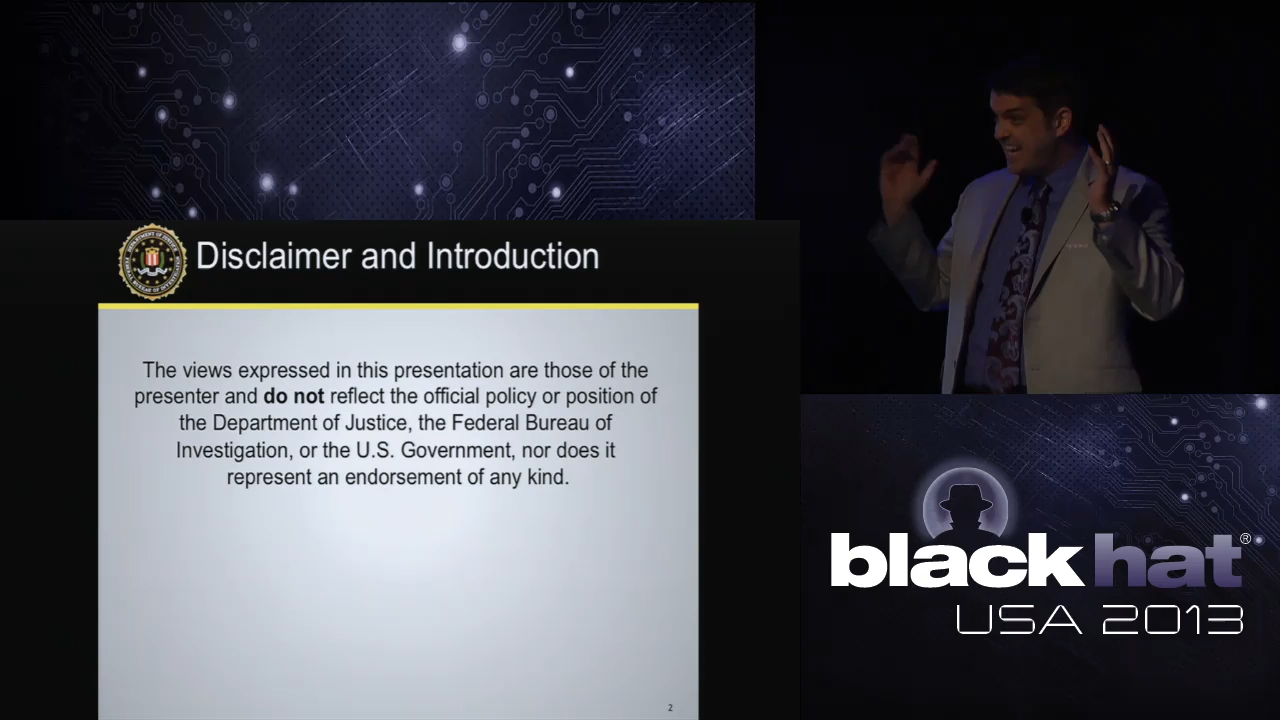 Disclaimer and Introduction
The views expressed in this presentation are those of the
presenter and do not reflect the official policy or position of
the Department of Justice, the Federal Bureau of
Investigation, or the U.S. Government, nor does it
represent an endorsement of any kind.
2
black hat®
USA 2013